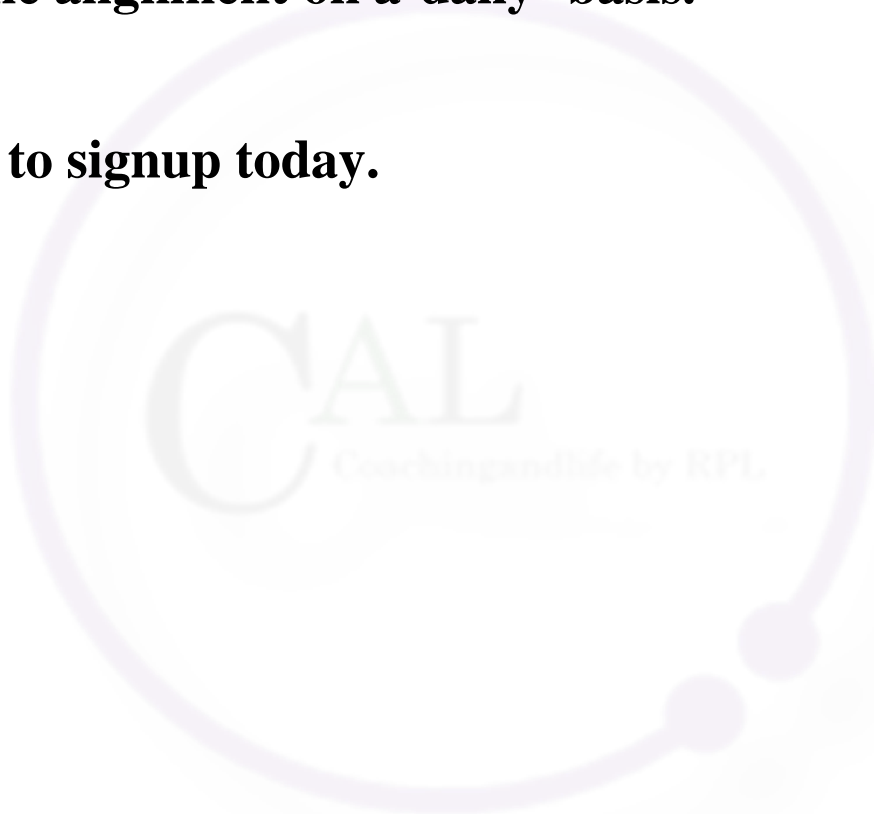 alignment on a daily basis.
to signup today.
CAL
Coachingandlife by RPL